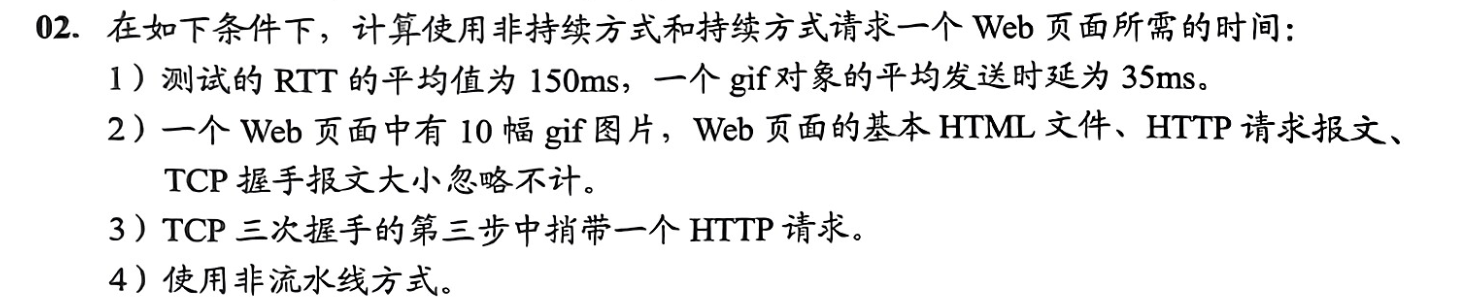 02. 在如下条件下，计算使用非持续方式和持续方式请求一个 Web 页面所需的时间：
1）测试的 RTT 的平均值为 150ms，一个 gif 对象的平均发送时延为 35ms。
2）一个 Web 页面中有 10 幅 gif 图片，Web 页面的基本 HTML 文件、HTTP 请求报文、
TCP 握手报文大小忽略不计。
3）TCP 三次握手的第三步中捎带一个 HTTP 请求。
4）使用非流水线方式。